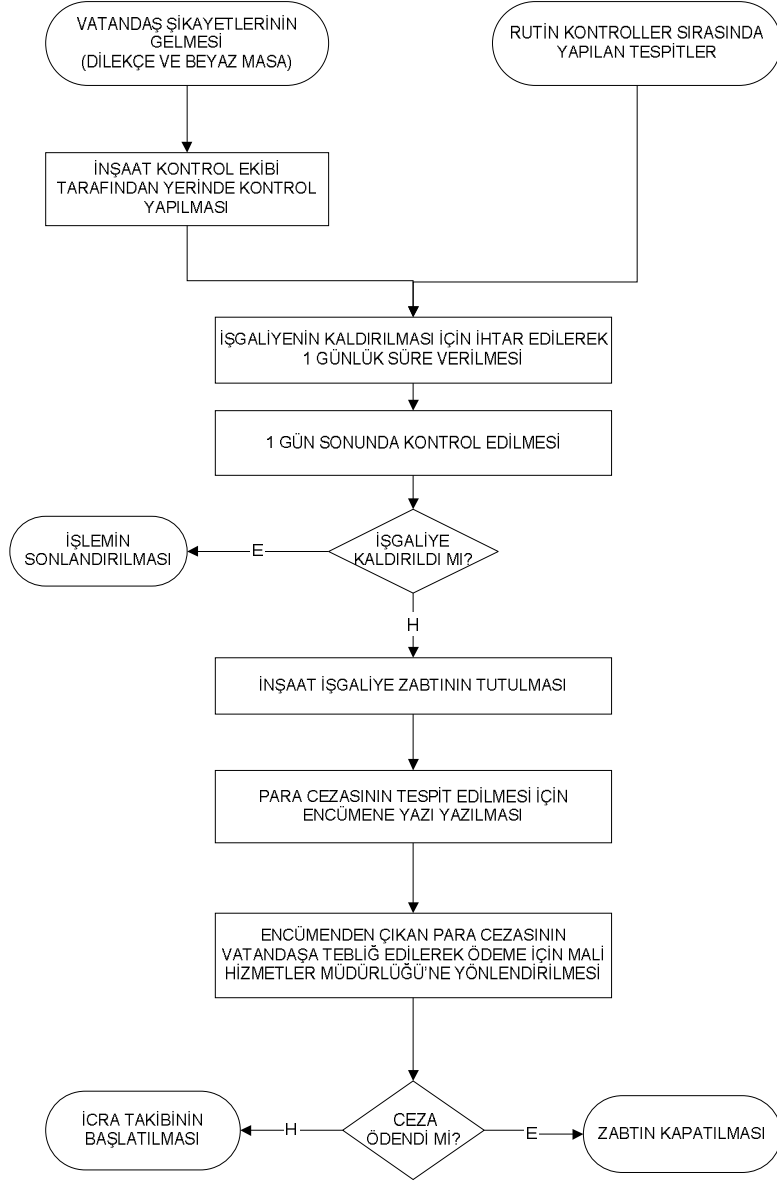 VATANDAŞ ŞİKAYETLERİNİN
GELMESİ
(DİLEKÇE VE BEYAZ MASA)
RUTİN KONTROLLER SIRASINDA
YAPILAN TESPİTLER
İNŞAAT KONTROL EKİBİ
TARAFINDAN YERİNDE KONTROL
YAPILMASI
İŞGALİYENİN KALDIRILMASI İÇİN İHTAR EDİLEREK
1 GÜNLÜK SÜRE VERİLMESİ
1 GÜN SONUNDA KONTROL EDİLMESİ
İŞGALİYE
KALDIRILDI MI?
E
İŞLEMİN
SONLANDIRILMASI
H
İNŞAAT İŞGALİYE ZABTININ TUTULMASI
PARA CEZASININ TESPİT EDİLMESİ İÇİN
ENCÜMENE YAZI YAZILMASI
ENCÜMENDEN ÇIKAN PARA CEZASININ
VATANDAŞA TEBLİĞ EDİLEREK ÖDEME İÇİN MALİ
HİZMETLER MÜDÜRLÜĞÜ'NE YÖNLENDİRİLMESİ
İCRA TAKİBİNİN
BAŞLATILMASI
H
CEZA
ÖDENDİ Mİ?
E
ZABTIN KAPATILMASI